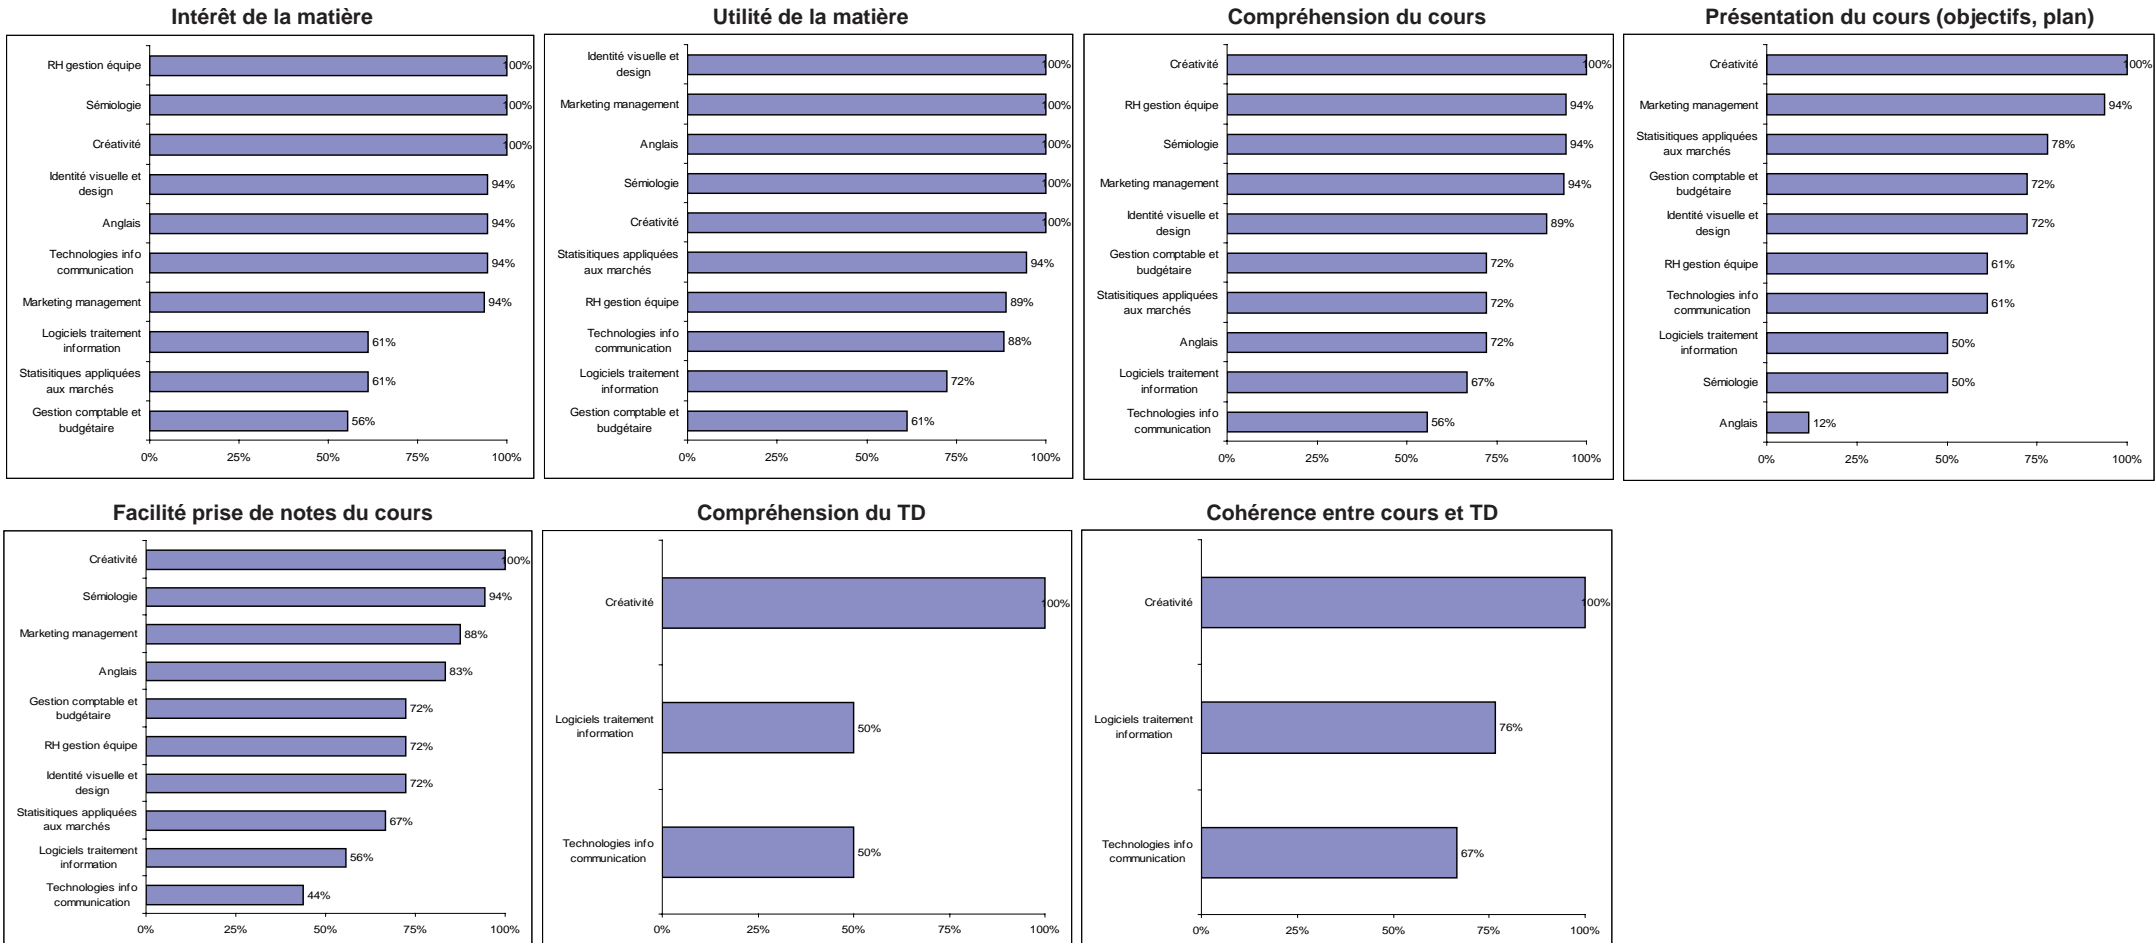 Intérêt de la matière
RH gestion équipe
100%
Sémiologie
100%
Créativité
100%
Identité visuelle et
design
94%
Anglais
94%
Technologies info
communication
94%
Marketing management
94%
Logiciels traitement
information
61%
Statisitiques appliquées
aux marchés
61%
Gestion comptable et
budgétaire
56%
0% 25% 50% 75% 100%
Utilité de la matière
Identité visuelle et
design
100%
Marketing management
100%
Anglais
100%
Sémiologie
100%
Créativité
100%
Statisitiques appliquées
aux marchés
94%
RH gestion équipe
89%
Technologies info
communication
88%
Logiciels traitement
information
72%
Gestion comptable et
budgétaire
61%
0% 25% 50% 75% 100%
Compréhension du cours
Créativité
100%
RH gestion équipe
94%
Sémiologie
94%
Marketing management
94%
Identité visuelle et
design
89%
Gestion comptable et
budgétaire
72%
Statisitiques appliquées
aux marchés
72%
Anglais
72%
Logiciels traitement
information
67%
Technologies info
communication
56%
0% 25% 50% 75% 100%
Présentation du cours (objectifs, plan)
Créativité
100%
Marketing management
94%
Statisitiques appliquées
aux marchés
78%
Gestion comptable et
budgétaire
72%
Identité visuelle et
design
72%
RH gestion équipe
61%
Technologies info
communication
61%
Logiciels traitement
information
50%
Sémiologie
50%
Anglais
12%
0% 25% 50% 75% 100%
Facilité prise de notes du cours
Créativité
100%
Sémiologie
94%
Marketing management
88%
Anglais
83%
Gestion comptable et
budgétaire
72%
RH gestion équipe
72%
Identité visuelle et
design
72%
Statisitiques appliquées
aux marchés
67%
Logiciels traitement
information
56%
Technologies info
communication
44%
0% 25% 50% 75% 100%
Compréhension du TD
Créativité
100%
Logiciels traitement
information
50%
Technologies info
communication
50%
0% 25% 50% 75% 100%
Cohérence entre cours et TD
Créativité
100%
Logiciels traitement
information
76%
Technologies info
communication
67%
0% 25% 50% 75% 100%